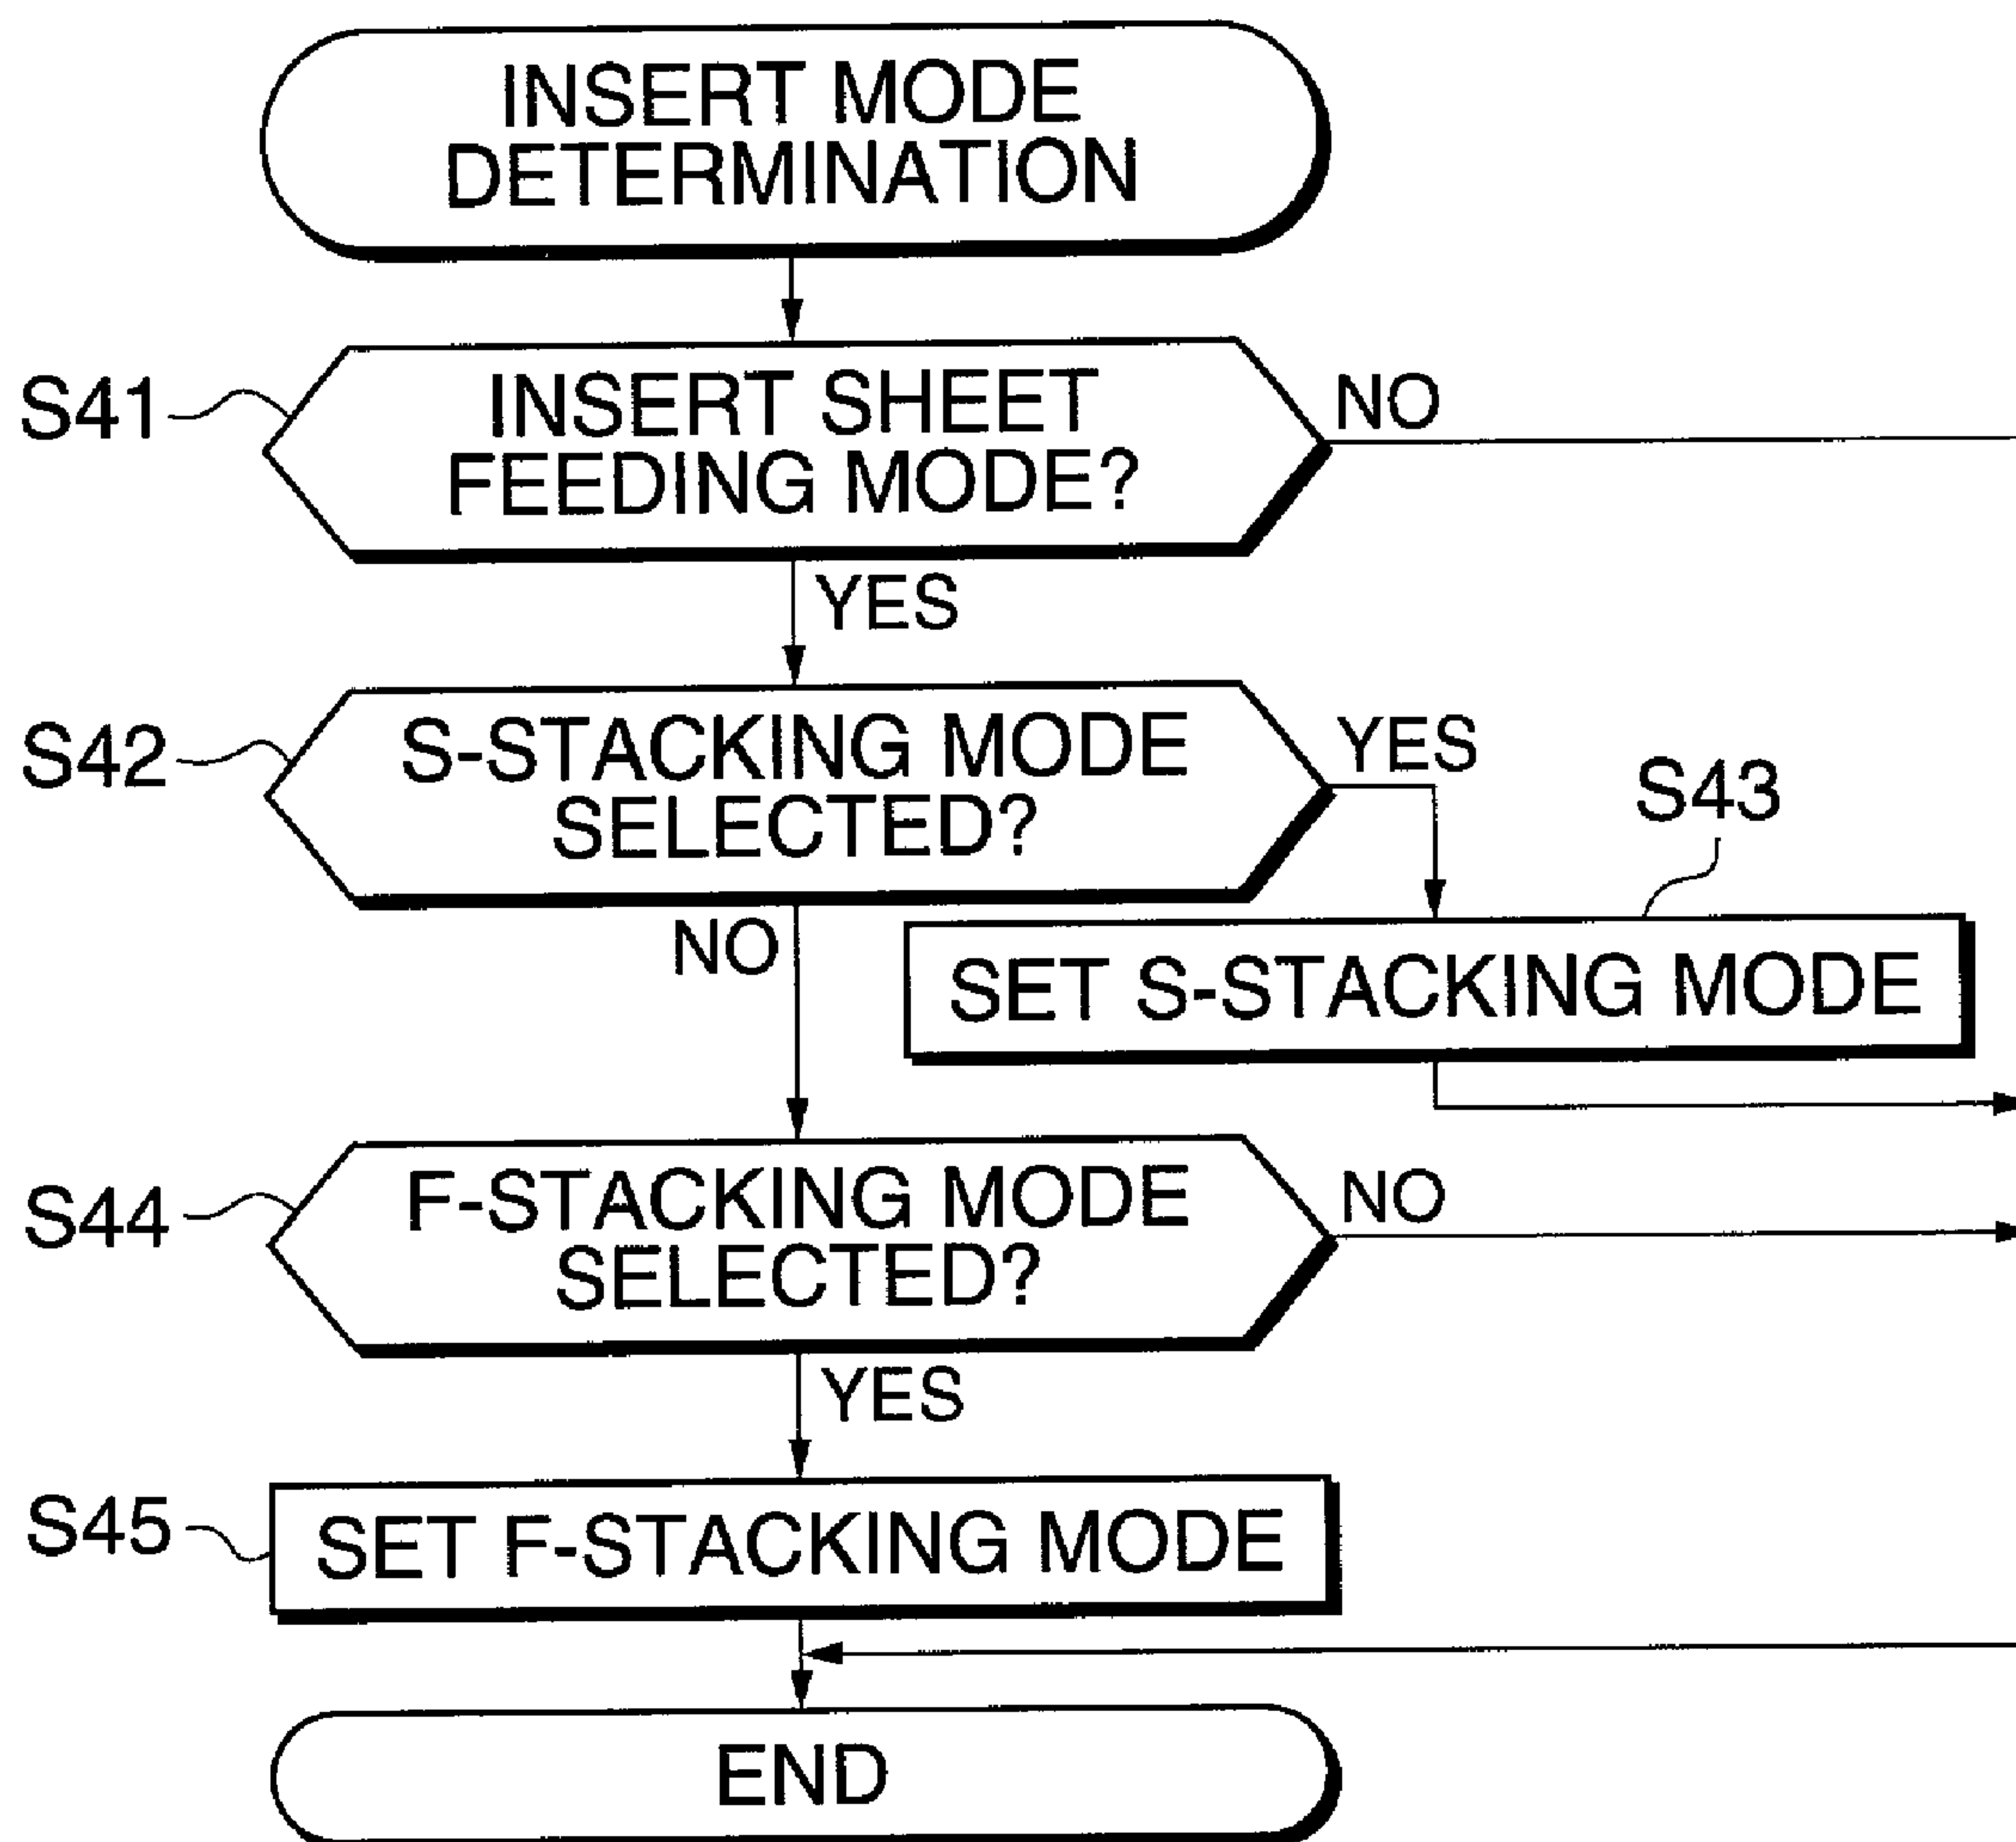 INSERT MODE
DETERMINATION
S41
INSERT SHEET
FEEDING MODE?
NO
YES
S42
S-STACKING MODE
SELECTED?
YES
S43
NO
SET S-STACKING MODE
S44
F-STACKING MODE
SELECTED?
NO
YES
S45
SET F-STACKING MODE
END